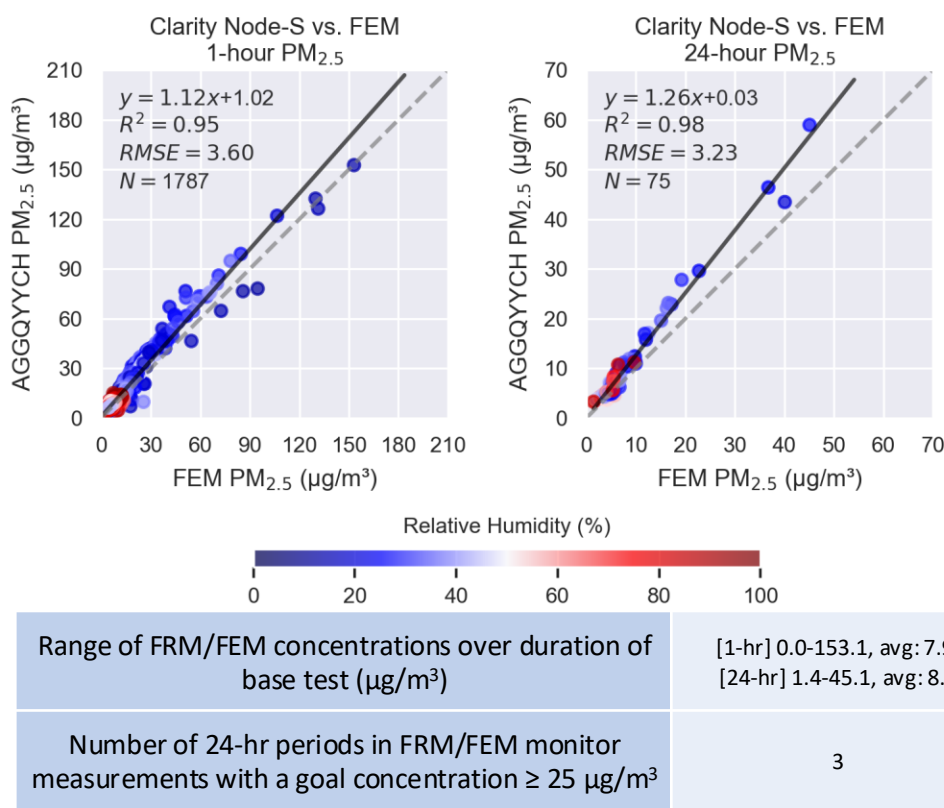 Clarity Node-S vs. FEM
1-hour PM₂.₅
210
180
150
120
90
60
30
0
AGGQYYCH PM₂.₅ (µg/m³)
y = 1.12x+1.02
R² = 0.95
RMSE = 3.60
N = 1787
0 30 60 90 120 150 180 210
FEM PM₂.₅ (µg/m³)
Clarity Node-S vs. FEM
24-hour PM₂.₅
70
60
50
40
30
20
10
0
AGGQYYCH PM₂.₅ (µg/m³)
y = 1.26x+0.03
R² = 0.98
RMSE = 3.23
N = 75
0 10 20 30 40 50 60 70
FEM PM₂.₅ (µg/m³)
Relative Humidity (%)
0 20 40 60 80 100
Range of FRM/FEM concentrations over duration of
base test (µg/m³)
[1-hr] 0.0-153.1, avg: 7.9
[24-hr] 1.4-45.1, avg: 8.
Number of 24-hr periods in FRM/FEM monitor
measurements with a goal concentration ≥ 25 µg/m³
3